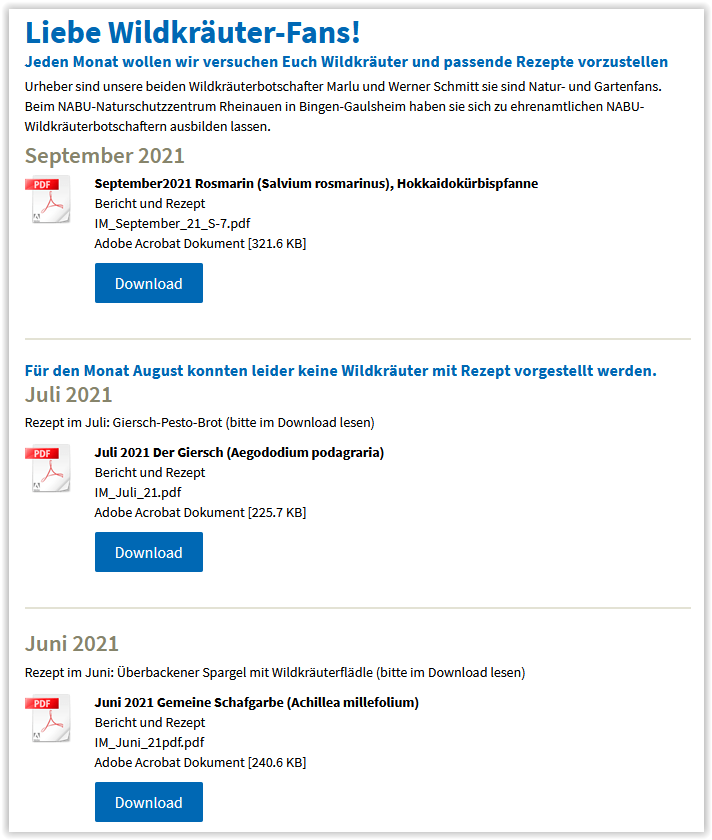 Liebe Wildkräuter-Fans!
Jeden Monat wollen wir versuchen Euch Wildkräuter und passende Rezepte vorzustellen
Urheber sind unsere beiden Wildkräuterbotschafter Marlu und Werner Schmitt sie sind Natur- und Gartenfans.
Beim NABU-Naturschutzzentrum Rheinauen in Bingen-Gaulsheim haben sie sich zu ehrenamtlichen NABU-
Wildkräuterbotschaftern ausbilden lassen.
September 2021
PDF
September2021 Rosmarin (Salvium rosmarinus), Hokkaidokürbispfanne
Bericht und Rezept
IM_September_21_S-7.pdf
Adobe Acrobat Dokument [321.6 KB]
Download
Für den Monat August konnten leider keine Wildkräuter mit Rezept vorgestellt werden.
Juli 2021
Rezept im Juli: Giersch-Pesto-Brot (bitte im Download lesen)
PDF
Juli 2021 Der Giersch (Aegododium podagraria)
Bericht und Rezept
IM_Juli_21.pdf
Adobe Acrobat Dokument [225.7 KB]
Download
Juni 2021
Rezept im Juni: Überbackener Spargel mit Wildkräuterflädle (bitte im Download lesen)
PDF
Juni 2021 Gemeine Schafgarbe (Achillea millefolium)
Bericht und Rezept
IM_Juni_21pdf.pdf
Adobe Acrobat Dokument [240.6 KB]
Download